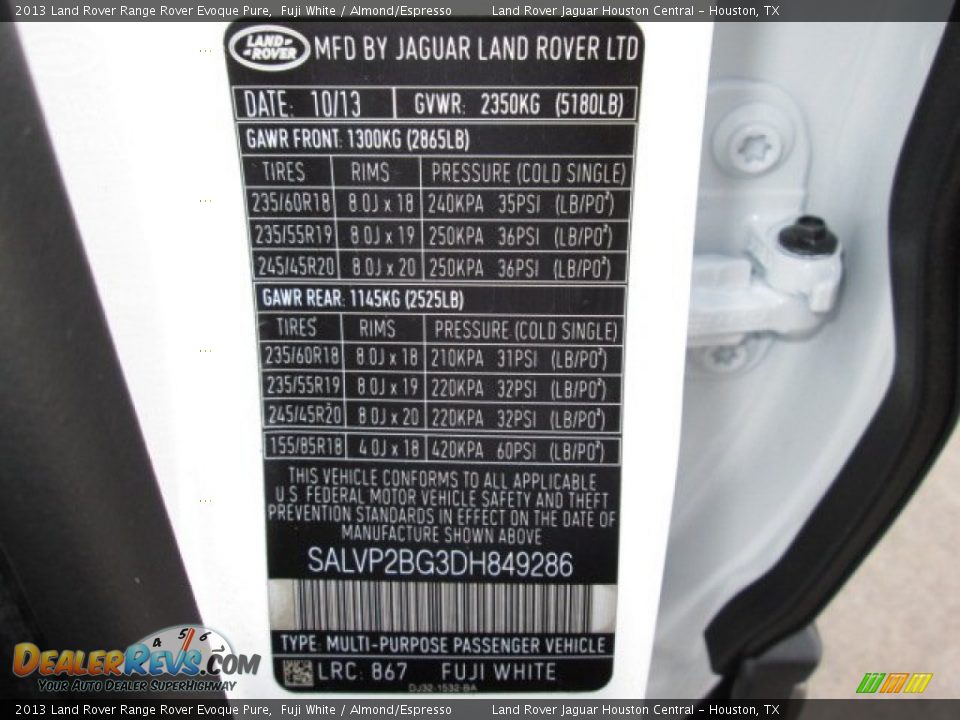 2013 Land Rover Range Rover Evoque Pure, Fuji White / Almond/Espresso Land Rover Jaguar Houston Central - Houston, TX
LAND-ROVER MFD BY JAGUAR LAND ROVER LTD
DATE: 10/13 GVWR: 2350KG (5180LB)
GAWR FRONT: 1300KG (2865LB)
TIRES RIMS PRESSURE (COLD SINGLE)
235/60R18 8.0J x 18 240KPA 35PSI (LB/PO²)
235/55R19 8.0J x 19 250KPA 36PSI (LB/PO²)
245/45R20 8.0J x 20 250KPA 36PSI (LB/PO²)
GAWR REAR: 1145KG (2525LB)
TIRES RIMS PRESSURE (COLD SINGLE)
235/60R18 8.0J x 18 210KPA 31PSI (LB/PO²)
235/55R19 8.0J x 19 220KPA 32PSI (LB/PO²)
245/45R20 8.0J x 20 220KPA 32PSI (LB/PO²)
155/85R18 4.0J x 18 420KPA 60PSI (LB/PO²)
THIS VEHICLE CONFORMS TO ALL APPLICABLE
U.S. FEDERAL MOTOR VEHICLE SAFETY AND THEFT
PREVENTION STANDARDS IN EFFECT ON THE DATE OF
MANUFACTURE SHOWN ABOVE
SALVP2BG3DH849286
TYPE: MULTI-PURPOSE PASSENGER VEHICLE
LRC: 867 FUJI WHITE
DJ32-1532-BA
4 5 6
DEALERREVS.COM
Your Auto Dealer SuperHighway
2013 Land Rover Range Rover Evoque Pure, Fuji White / Almond/Espresso Land Rover Jaguar Houston Central - Houston, TX